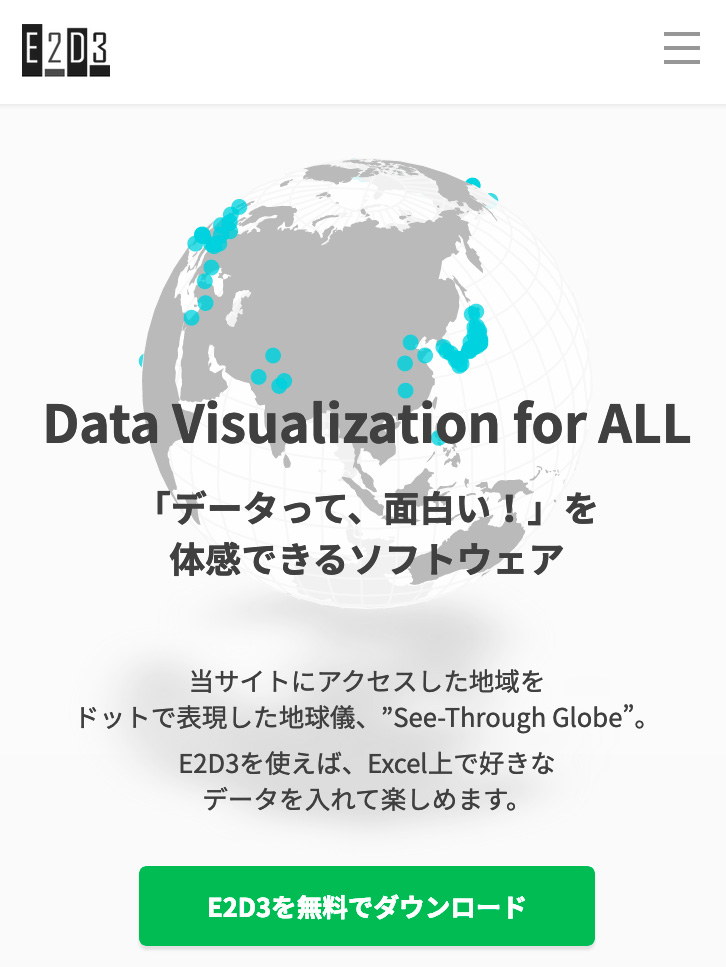 E2D3
Data Visualization for ALL
「データって、面白い！」を
体感できるソフトウェア
当サイトにアクセスした地域を
ドットで表現した地球儀、”See-Through Globe”。
E2D3を使えば、Excel上で好きな
データを入れて楽しめます。
E2D3を無料でダウンロード